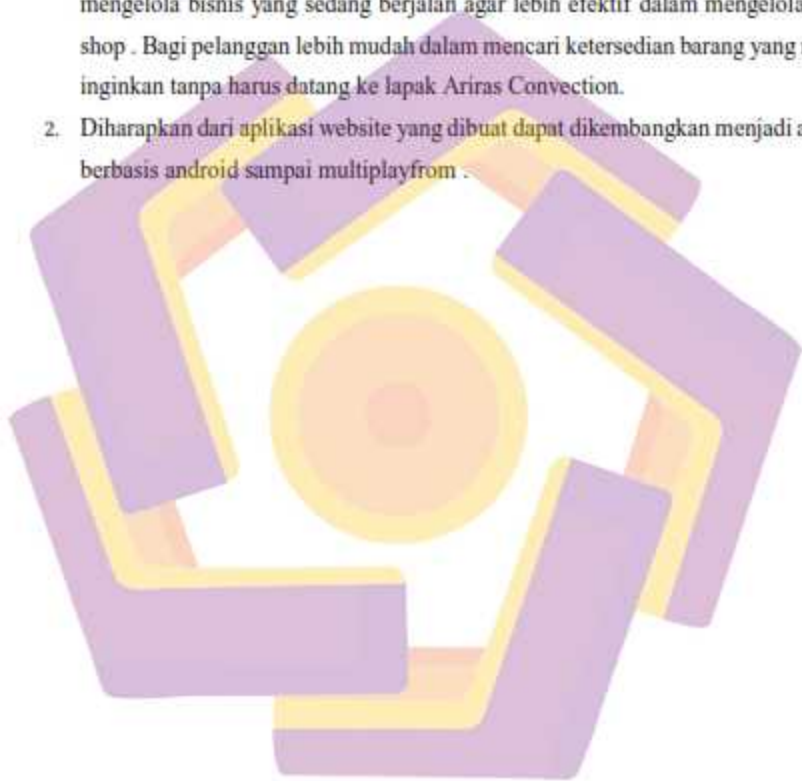 mengelola bisnis yang sedang berjalan agar lebih efektif dalam mengelola
shop . Bagi pelanggan lebih mudah dalam mencari ketersedian barang yang
inginkan tanpa harus datang ke lapak Ariras Convection.
2. Diharapkan dari aplikasi website yang dibuat dapat dikembangkan menjadi
berbasis android sampai multiplayfrom .